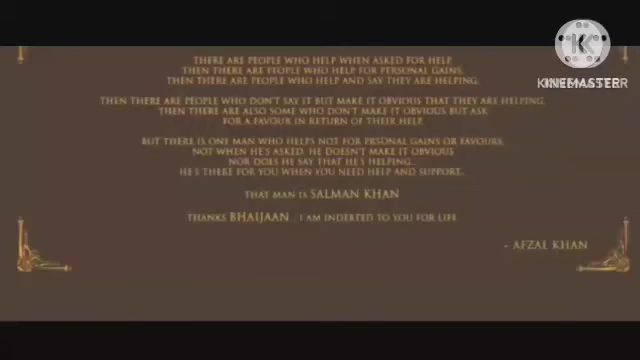 KINEMASTER
THERE ARE PEOPLE WHO HELP WHEN ASKED FOR HELP
THEN THERE ARE PEOPLE WHO HELP FOR PERSONAL GAINS,
THEN THERE ARE PEOPLE WHO HELP AND SAY THEY ARE HELPING.
THEN THERE ARE PEOPLE WHO DON'T SAY IT BUT MAKE IT OBVIOUS THAT THEY ARE HELPING,
THEN THERE ARE ALSO SOME WHO DON'T MAKE IT OBVIOUS BUT ASK
FOR A FAVOUR IN RETURN OF THEIR HELP.
BUT THERE IS ONE MAN WHO HELPS NOT FOR PRSONAL GAINS OR FAVOURS,
NOT WHEN HE'S ASKED, HE DOESN'T MAKE IT OBVIOUS
NOR DOES HE SAY THAT HE'S HELPING..
HE'S THERE FOR YOU WHEN YOU NEED HELP AND SUPPORT..
THAT MAN IS SALMAN KHAN
THANKS BHAIJAAN .. I AM INDEBTED TO YOU FOR LIFE
- AFZAL KHAN